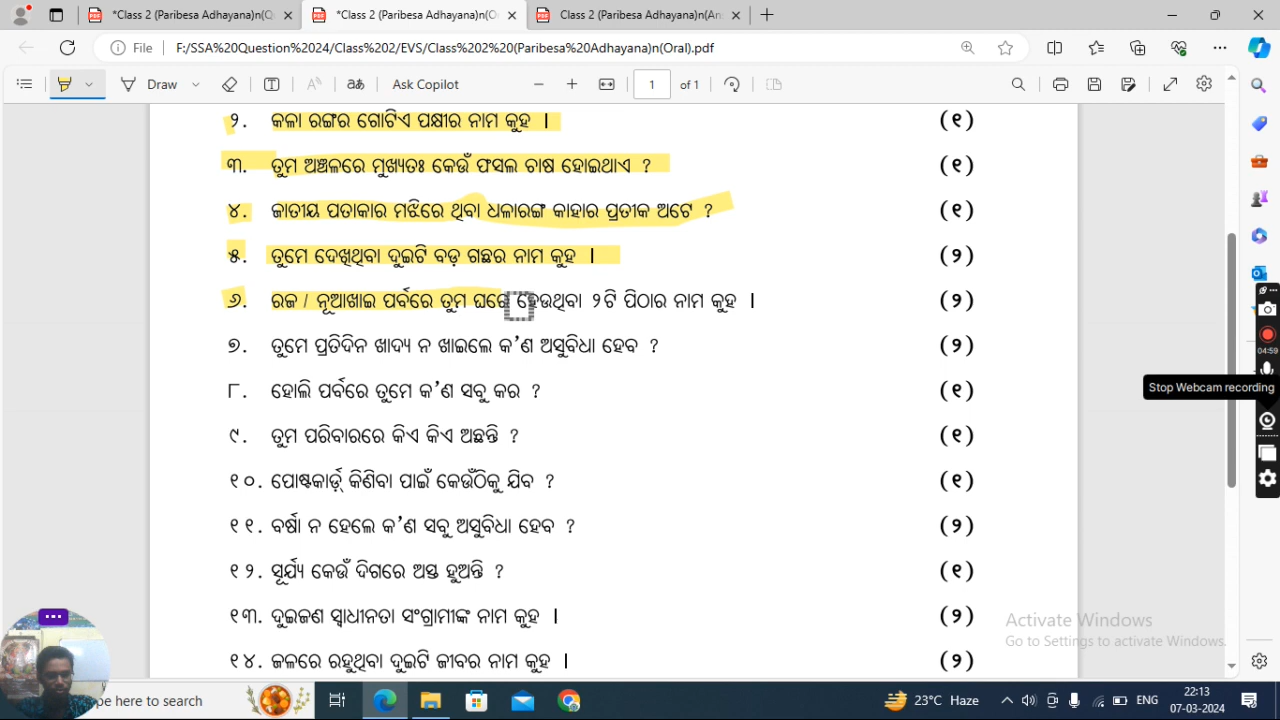 *Class 2 (Paribesa Adhayana)n(Q
*Class 2 (Paribesa Adhayana)n(O
Class 2 (Paribesa Adhayana)n(An
File F:/SSA%20Question%2024/Class%202/EVS/Class%202%20(Paribesa%20Adhayana)n(Oral).pdf
Draw Ask Copilot 1 of 1
୨. କଳା ରଙ୍ଗର ଗୋଟିଏ ପକ୍ଷୀର ନାମ କୁହ । (୧)
୩. ତୁମ ଅଞ୍ଚଳରେ ମୁଖ୍ୟତଃ କେଉଁ ଫସଲ ଚାଷ ହୋଇଥାଏ ? (୧)
୪. ଜାତୀୟ ପତାକାର ମଝିରେ ଥିବା ଧଳାରଙ୍ଗ କାହାର ପ୍ରତୀକ ଅଟେ ? (୧)
୫. ତୁମେ ଦେଖିଥିବା ଦୁଇଟି ବଡ଼ ଗଛର ନାମ କୁହ । (୨)
୬. ରଜ / ନୂଆଖାଇ ପର୍ବରେ ତୁମ ଘରେ ହେଉଥିବା ୨ଟି ପିଠାର ନାମ କୁହ । (୨)
୭. ତୁମେ ପ୍ରତିଦିନ ଖାଦ୍ୟ ନ ଖାଇଲେ କ’ଣ ଅସୁବିଧା ହେବ ? (୨)
୮. ହୋଲି ପର୍ବରେ ତୁମେ କ’ଣ ସବୁ କର ? (୧)
୯. ତୁମ ପରିବାରରେ କିଏ କିଏ ଅଛନ୍ତି ? (୧)
୧୦. ପୋଷ୍ଟକାର୍ଡ଼ କିଣିବା ପାଇଁ କେଉଁଠିକୁ ଯିବ ? (୧)
୧୧. ବର୍ଷା ନ ହେଲେ କ’ଣ ସବୁ ଅସୁବିଧା ହେବ ? (୨)
୧୨. ସୂର୍ଯ୍ୟ କେଉଁ ଦିଗରେ ଅସ୍ତ ହୁଅନ୍ତି ? (୧)
୧୩. ଦୁଇଜଣ ସ୍ୱାଧୀନତା ସଂଗ୍ରାମୀଙ୍କ ନାମ କୁହ । (୨)
୧୪. ଜଳରେ ରହୁଥିବା ଦୁଇଟି ଜୀବର ନାମ କୁହ । (୨)
04:59
Stop Webcam recording
Activate Windows
Go to Settings to activate Windows.
pe here to search
23°C Haze
ENG
22:13
07-03-2024